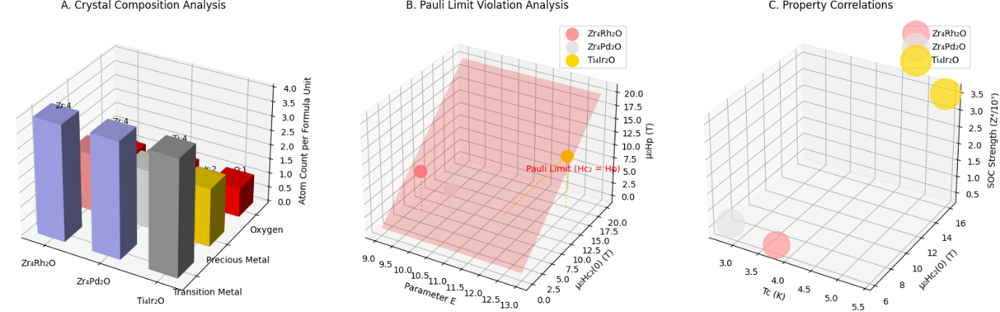 A. Crystal Composition Analysis
Zr:4
Zr:4
Ti:4
Ir:2
O:1
4.0
3.5
3.0
2.5
2.0
1.5
1.0
0.5
0.0
Atom Count per Formula Unit
Zr₄Rh₂O
Zr₄Pd₂O
Ti₄Ir₂O
Transition Metal
Precious Metal
Oxygen
B. Pauli Limit Violation Analysis
Zr₄Rh₂O
Zr₄Pd₂O
Ti₄Ir₂O
Pauli Limit (Hc₂ = Hp)
20.0
17.5
15.0
12.5
10.0
7.5
5.0
2.5
0.0
μ₀Hp (T)
9.0
9.5
10.0
10.5
11.0
11.5
12.0
12.5
13.0
Parameter E
0.0
2.5
5.0
7.5
10.0
12.5
15.0
17.5
20.0
μ₀Hc₂(0) (T)
C. Property Correlations
Zr₄Rh₂O
Zr₄Pd₂O
Ti₄Ir₂O
3.5
3.0
2.5
2.0
1.5
1.0
0.5
SOC Strength (Z⁴/10⁷)
3.0
3.5
4.0
4.5
5.0
5.5
Tc (K)
6
8
10
12
14
16
μ₀Hc₂(0) (T)